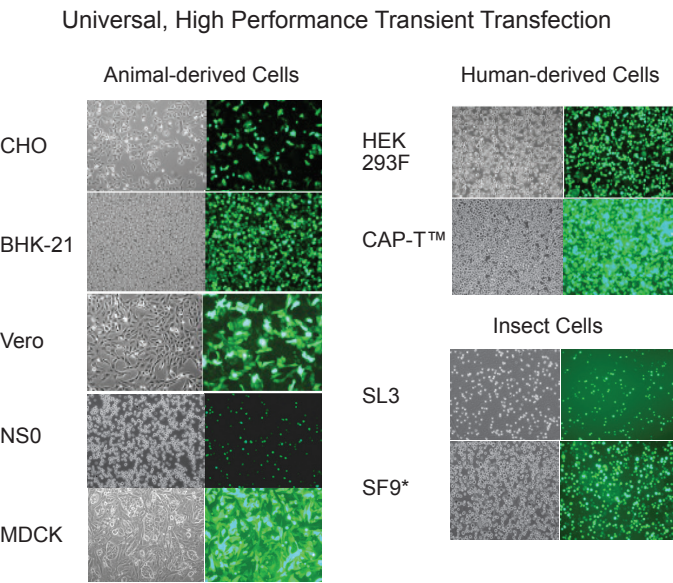 Universal, High Performance Transient Transfection
Animal-derived Cells
CHO
BHK-21
Vero
NS0
MDCK
Human-derived Cells
HEK
293F
CAP-T™
Insect Cells
SL3
SF9*